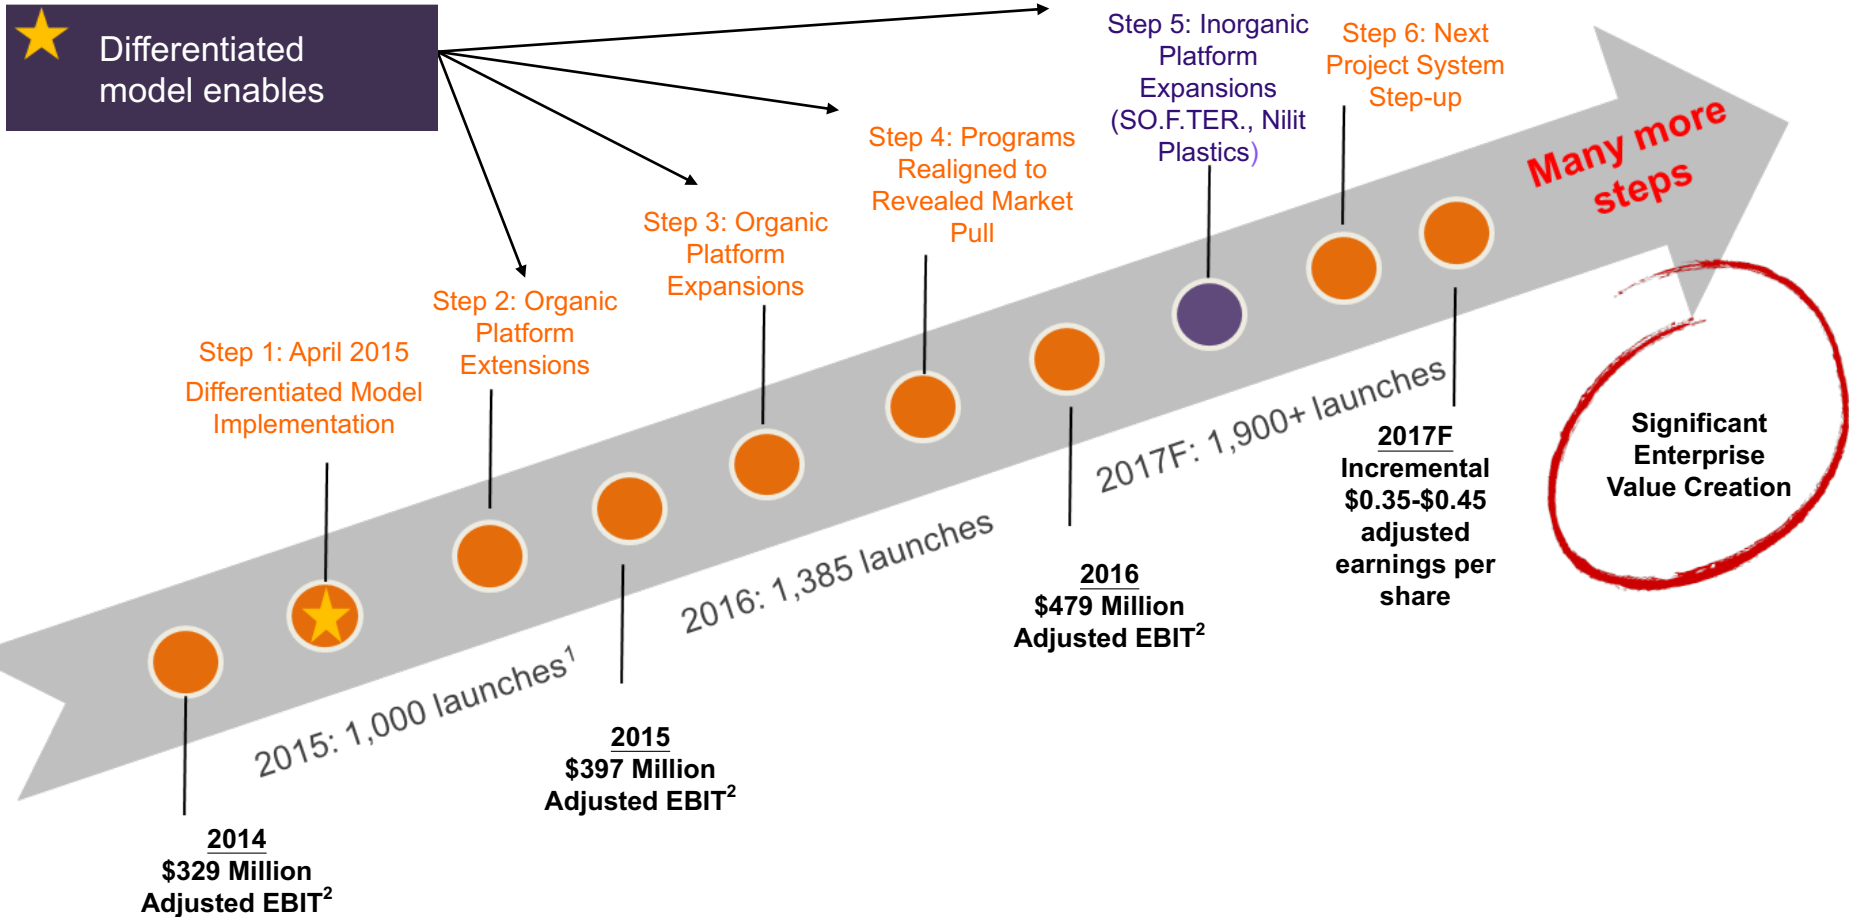 Differentiated
model enables
Step 1: April 2015
Differentiated Model
Implementation
Step 2: Organic
Platform
Extensions
Step 3: Organic
Platform
Expansions
Step 4: Programs
Realigned to
Revealed Market
Pull
Step 5: Inorganic
Platform
Expansions
(SO.F.TER., Nilit
Plastics)
Step 6: Next
Project System
Step-up
Many more
steps
2015: 1,000 launches¹
2016: 1,385 launches
2017F: 1,900+ launches
2014
$329 Million
Adjusted EBIT²
2015
$397 Million
Adjusted EBIT²
2016
$479 Million
Adjusted EBIT²
2017F
Incremental
$0.35-$0.45
adjusted
earnings per
share
Significant
Enterprise
Value Creation